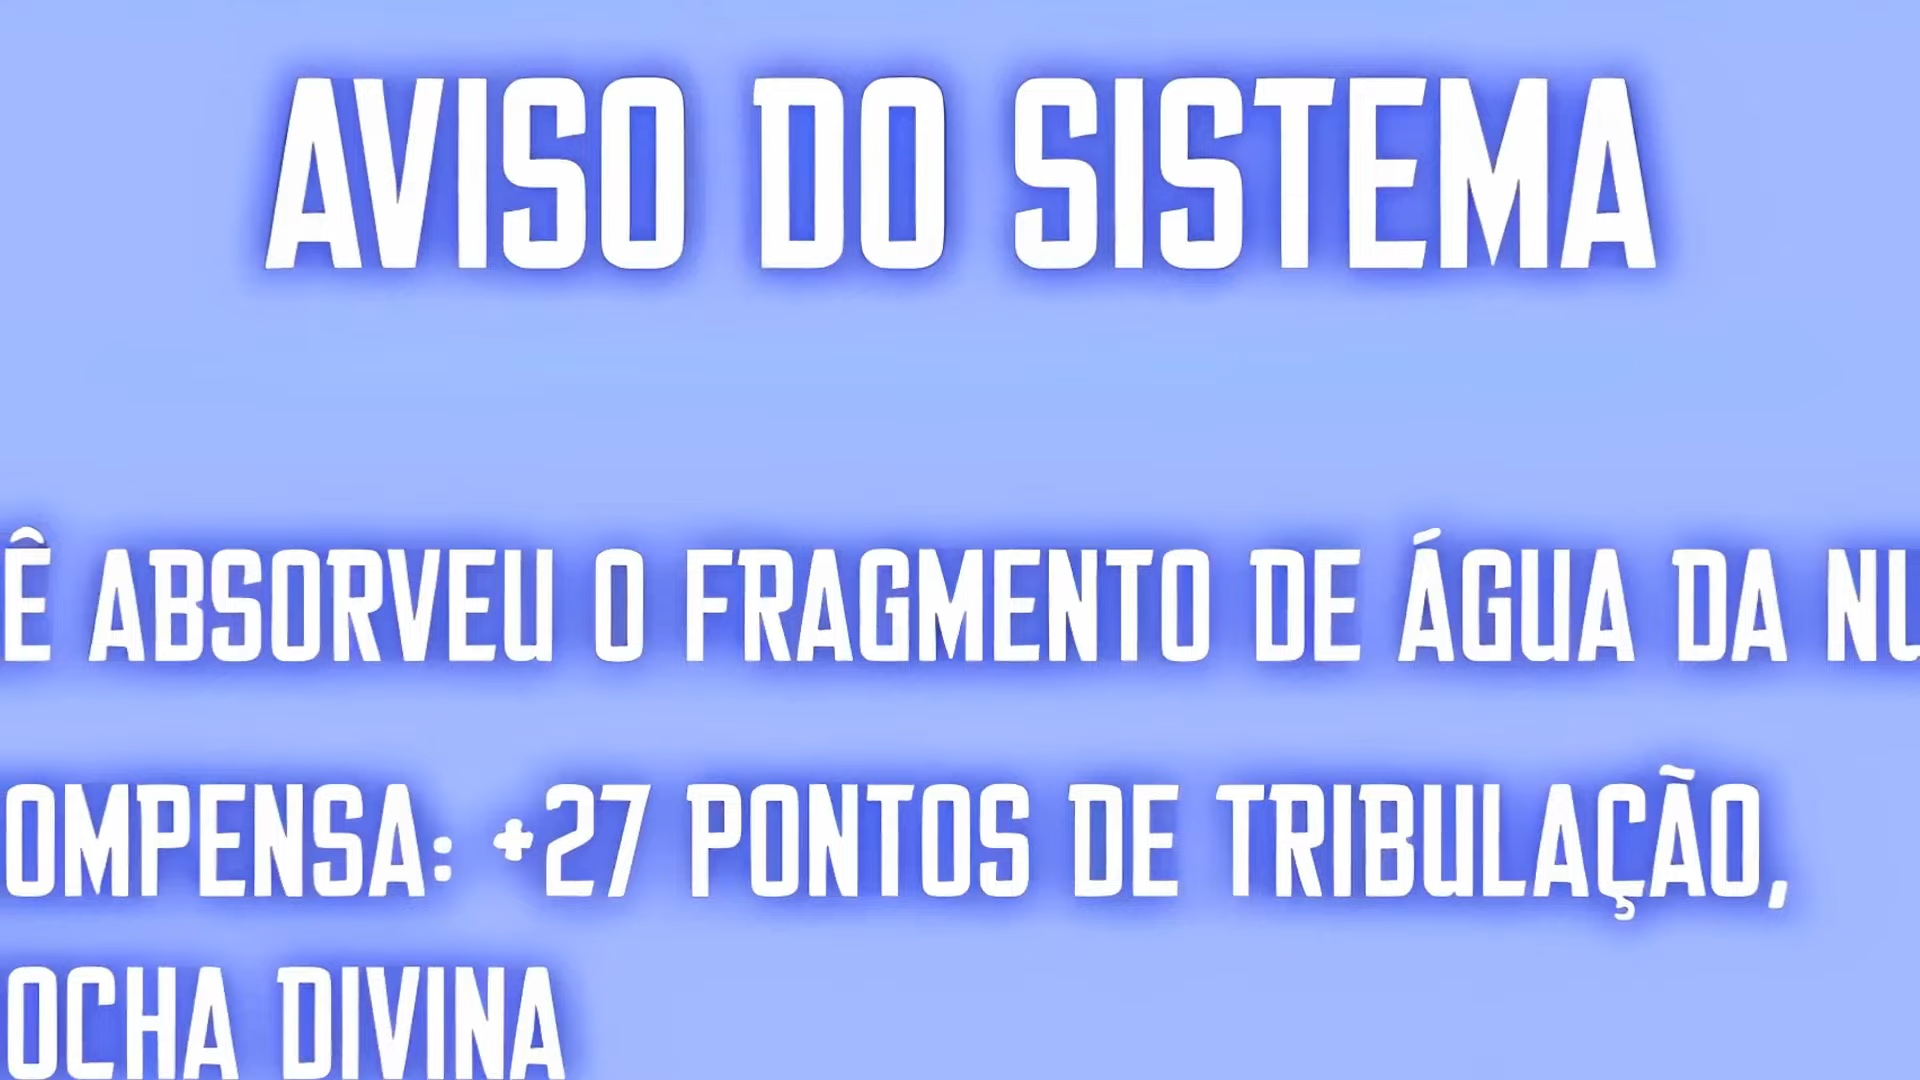 AVISO DO SISTEMA
Ê ABSORVEU O FRAGMENTO DE ÁGUA DA NU
OMPENSA: +27 PONTOS DE TRIBULAÇÃO,
OCHA DIVINA